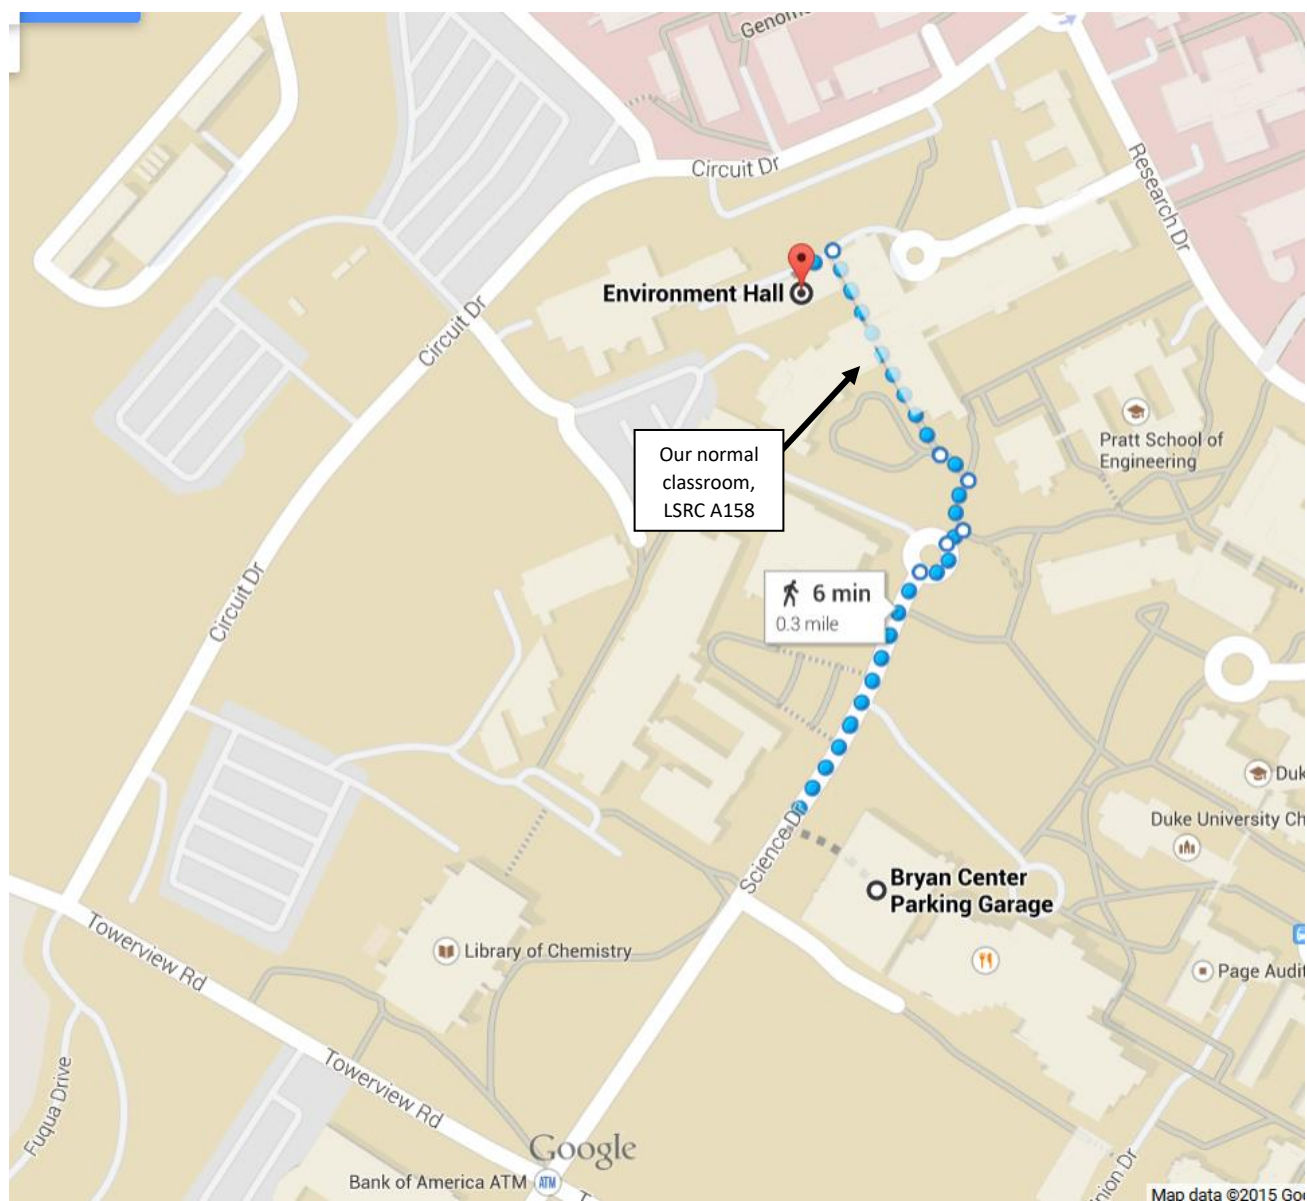 Genom
Circuit Dr
Research Dr
Environment Hall
Circuit Dr
Pratt School of
Engineering
Our normal
classroom,
LSRC A158
6 min
0.3 mile
Circuit Dr
Duk
Duke University Ch
Science Dr
Bryan Center
Parking Garage
Library of Chemistry
Page Audit
Towerview Rd
Towerview Rd
Fuqua Drive
Google
Bank of America ATM
ATM
T
nion Dr
Map data ©2015 Goo